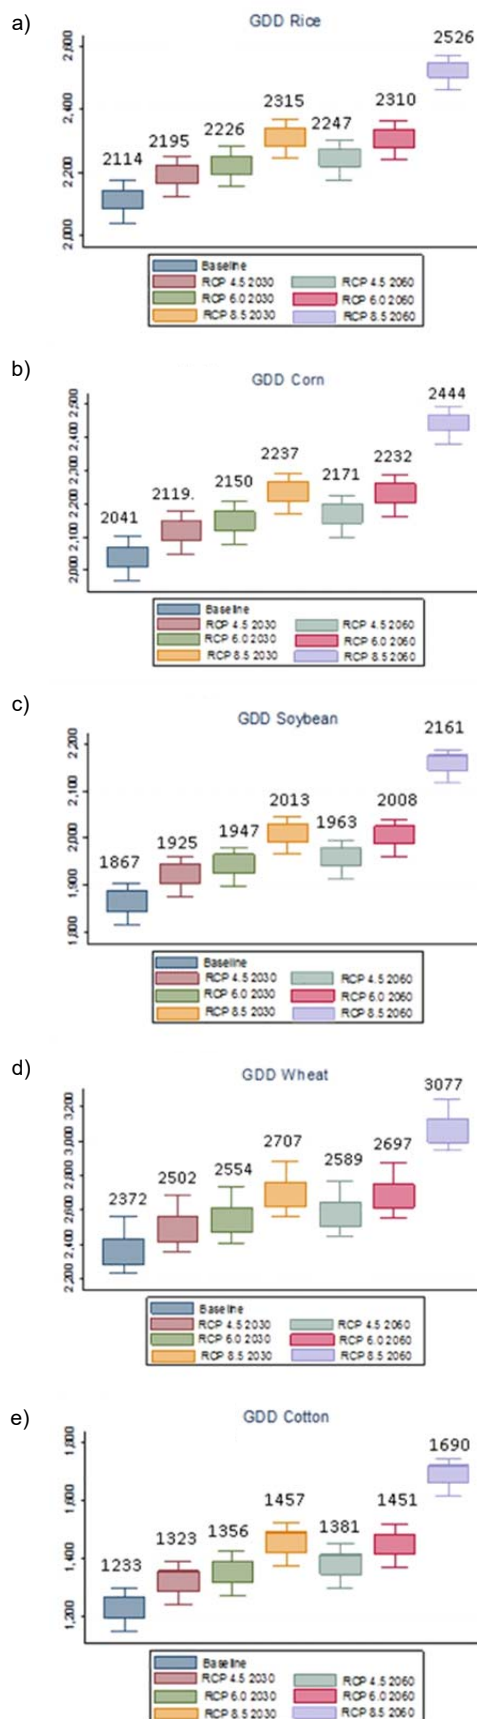 a)
GDD Rice
2,600
2,400
2,200
2,000
2114
2195
2226
2315
2247
2310
2526
Baseline
RCP 4.5 2030 RCP 4.5 2060
RCP 6.0 2030 RCP 6.0 2060
RCP 8.5 2030 RCP 8.5 2060
b)
GDD Corn
2,500
2,400
2,300
2,200
2,100
2,000
2041
2119.
2150
2237
2171
2232
2444
Baseline
RCP 4.5 2030 RCP 4.5 2060
RCP 6.0 2030 RCP 6.0 2060
RCP 8.5 2030 RCP 8.5 2060
c)
GDD Soybean
2,200
2,100
2,000
1,900
1,800
1867
1925
1947
2013
1963
2008
2161
Baseline
RCP 4.5 2030 RCP 4.5 2060
RCP 6.0 2030 RCP 6.0 2060
RCP 8.5 2030 RCP 8.5 2060
d)
GDD Wheat
3,200
3,000
2,800
2,600
2,400
2,200
2372
2502
2554
2707
2589
2697
3077
Baseline
RCP 4.5 2030 RCP 4.5 2060
RCP 6.0 2030 RCP 6.0 2060
RCP 8.5 2030 RCP 8.5 2060
e)
GDD Cotton
1,800
1,600
1,400
1,200
1233
1323
1356
1457
1381
1451
1690
Baseline
RCP 4.5 2030 RCP 4.5 2060
RCP 6.0 2030 RCP 6.0 2060
RCP 8.5 2030 RCP 8.5 2060